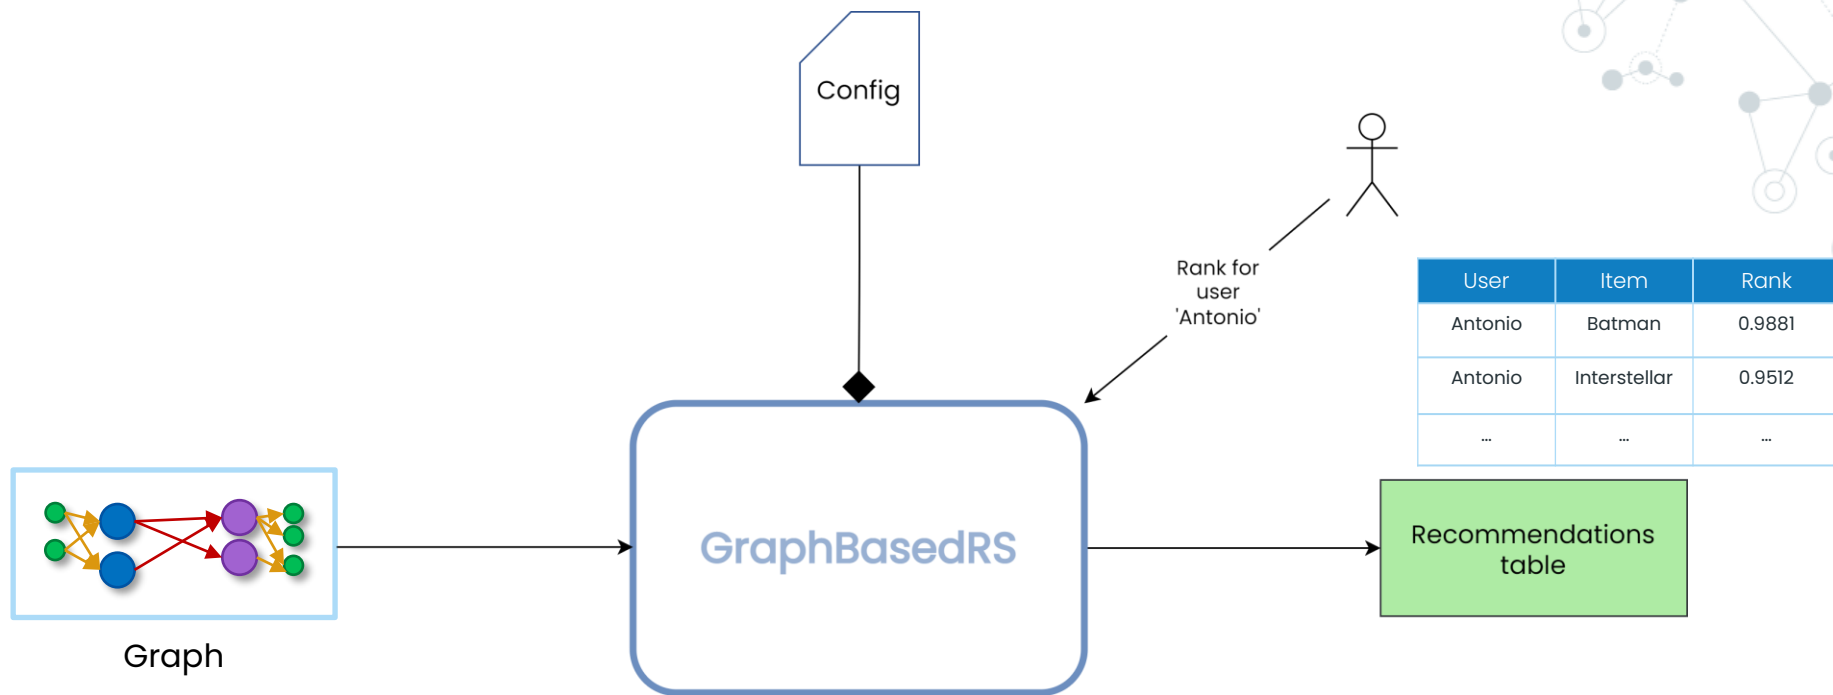 Config
Rank for
user
'Antonio'
User Item Rank
Antonio Batman 0.9881
Antonio Interstellar 0.9512
... ... ...
GraphBasedRS
Recommendations
table
Graph